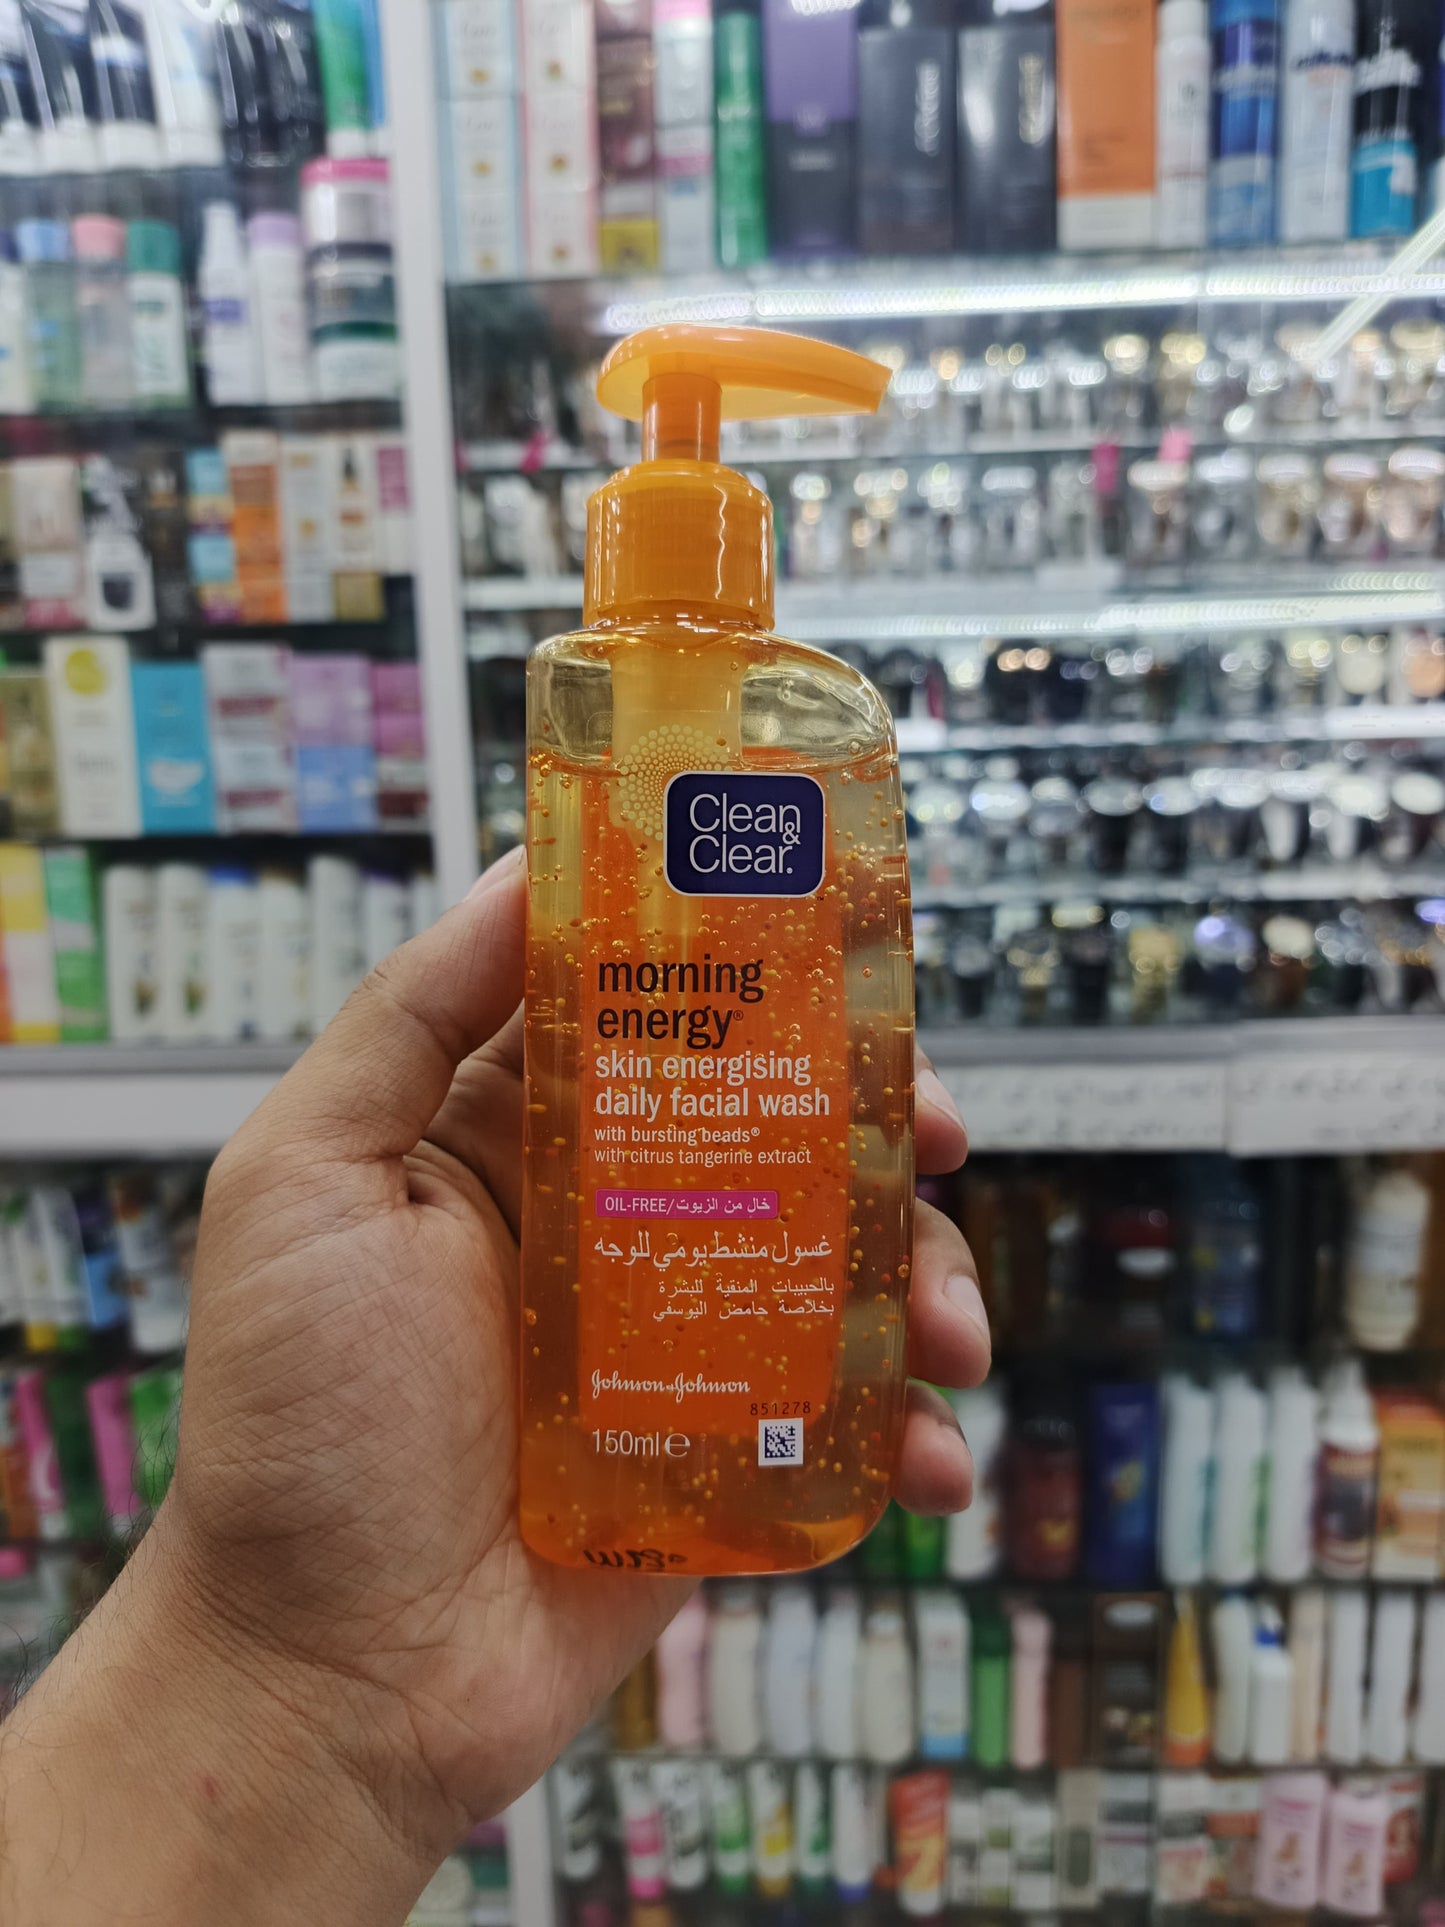 Clean &
Clear.
morning
energy®
skin energising
daily facial wash
with bursting beads®
with citrus tangerine extract
OIL-FREE/خال من الزيوت
غسول منشط يومي للوجه
بالحبيبات المنقية للبشرة
بخلاصة حامض اليوسفي
Johnson & Johnson
851278
150ml e